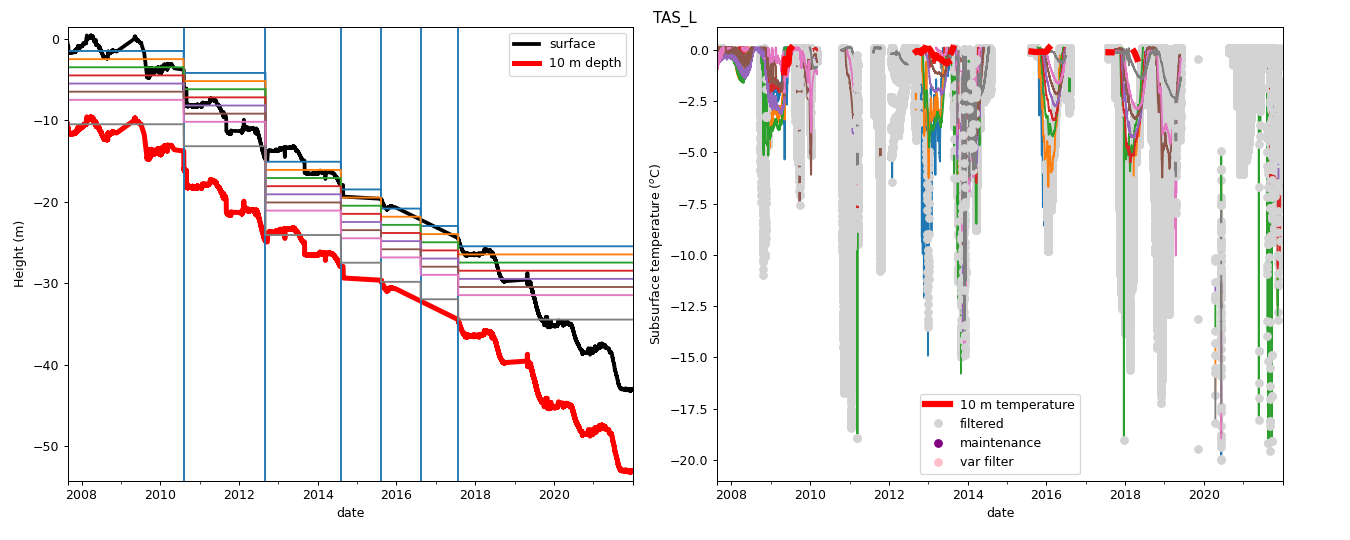 TAS_L
0
−10
−20
−30
−40
−50
Height (m)
2008
2010
2012
2014
2016
2018
2020
date
surface
10 m depth
0.0
−2.5
−5.0
−7.5
−10.0
−12.5
−15.0
−17.5
−20.0
Subsurface temperature (°C)
2008
2010
2012
2014
2016
2018
2020
date
10 m temperature
filtered
maintenance
var filter